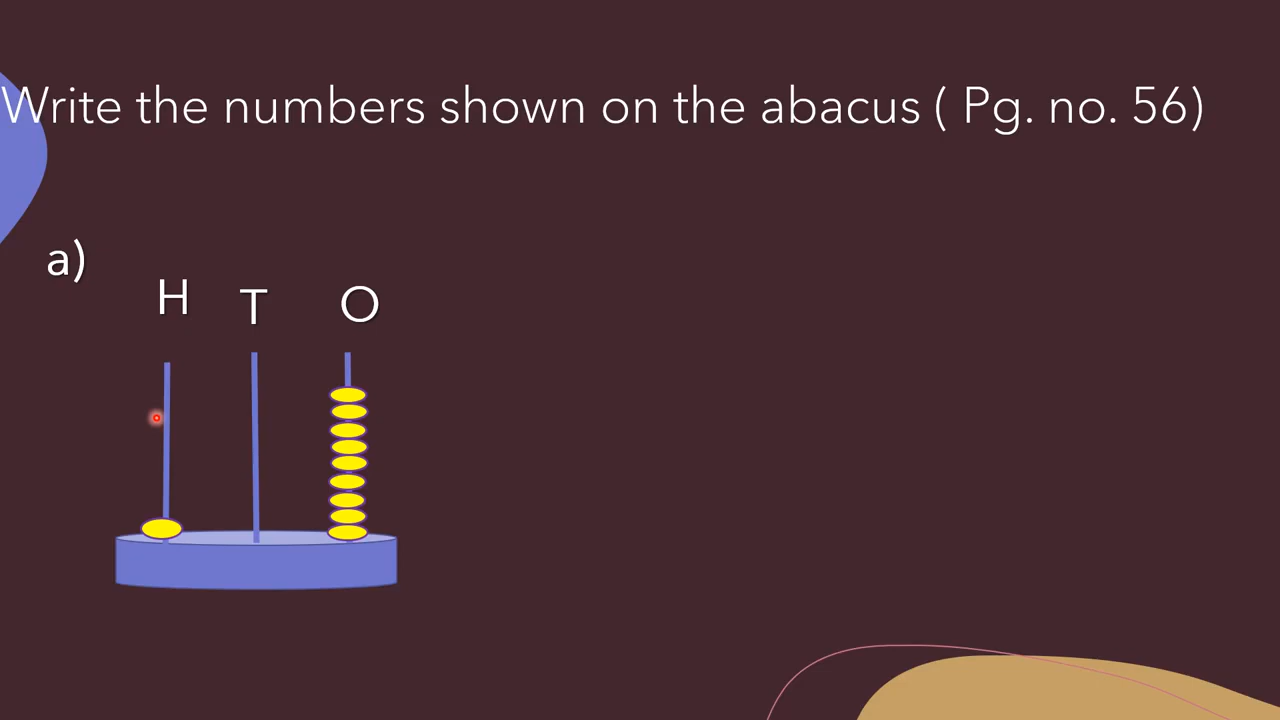 Write the numbers shown on the abacus ( Pg. no. 56)
a)
H T O